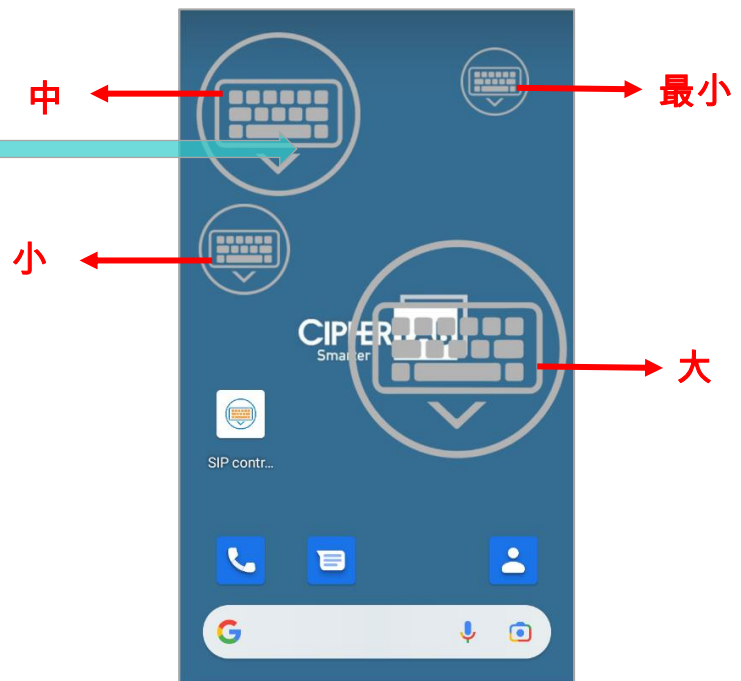 中
最小
小
CIPHER
Smarter
大
SIP contr...